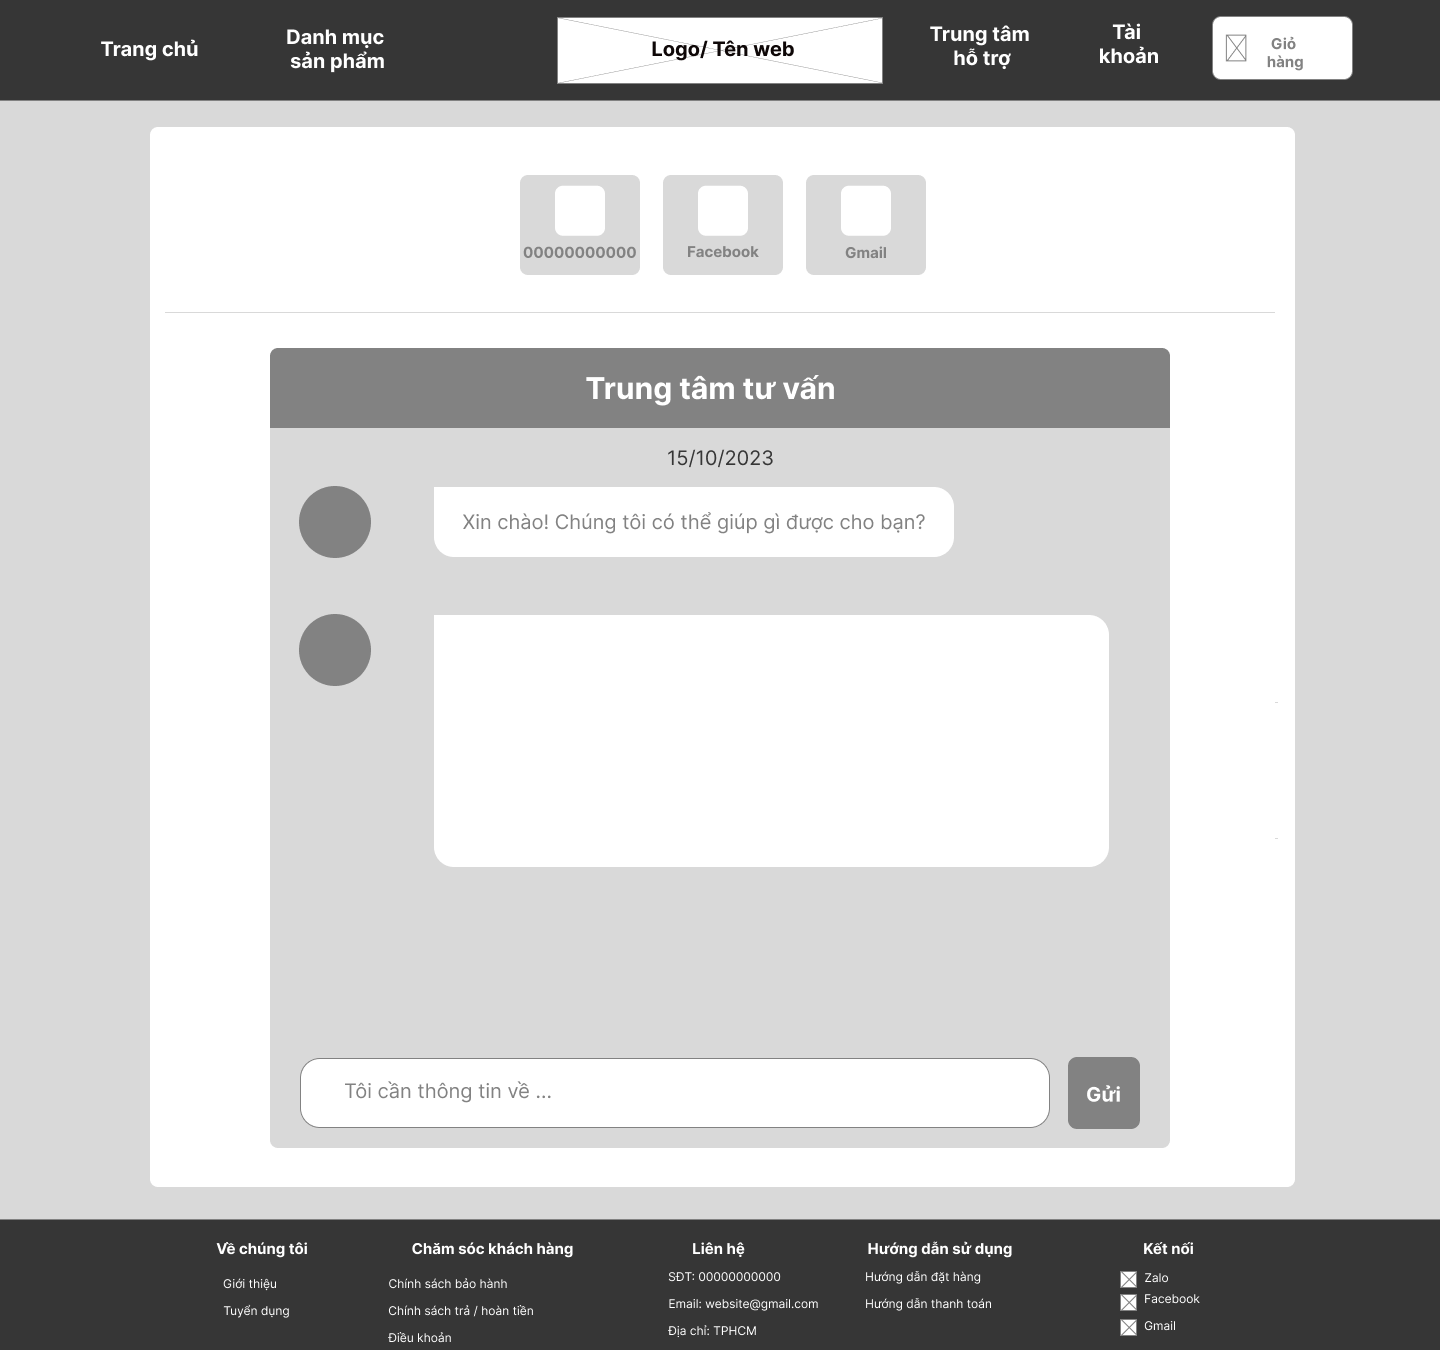 Trang chủ
Danh mục
sản phẩm
Logo/ Tên web
Trung tâm
hỗ trợ
Tài
khoản
Giỏ
hàng
00000000000
Facebook
Gmail
Trung tâm tư vấn
15/10/2023
Xin chào! Chúng tôi có thể giúp gì được cho bạn?
Tôi cần thông tin về ...
Gửi
Về chúng tôi
Giới thiệu
Tuyển dụng
Chăm sóc khách hàng
Chính sách bảo hành
Chính sách trả / hoàn tiền
Điều khoản
Liên hệ
SĐT: 00000000000
Email: website@gmail.com
Địa chỉ: TPHCM
Hướng dẫn sử dụng
Hướng dẫn đặt hàng
Hướng dẫn thanh toán
Kết nối
Zalo
Facebook
Gmail